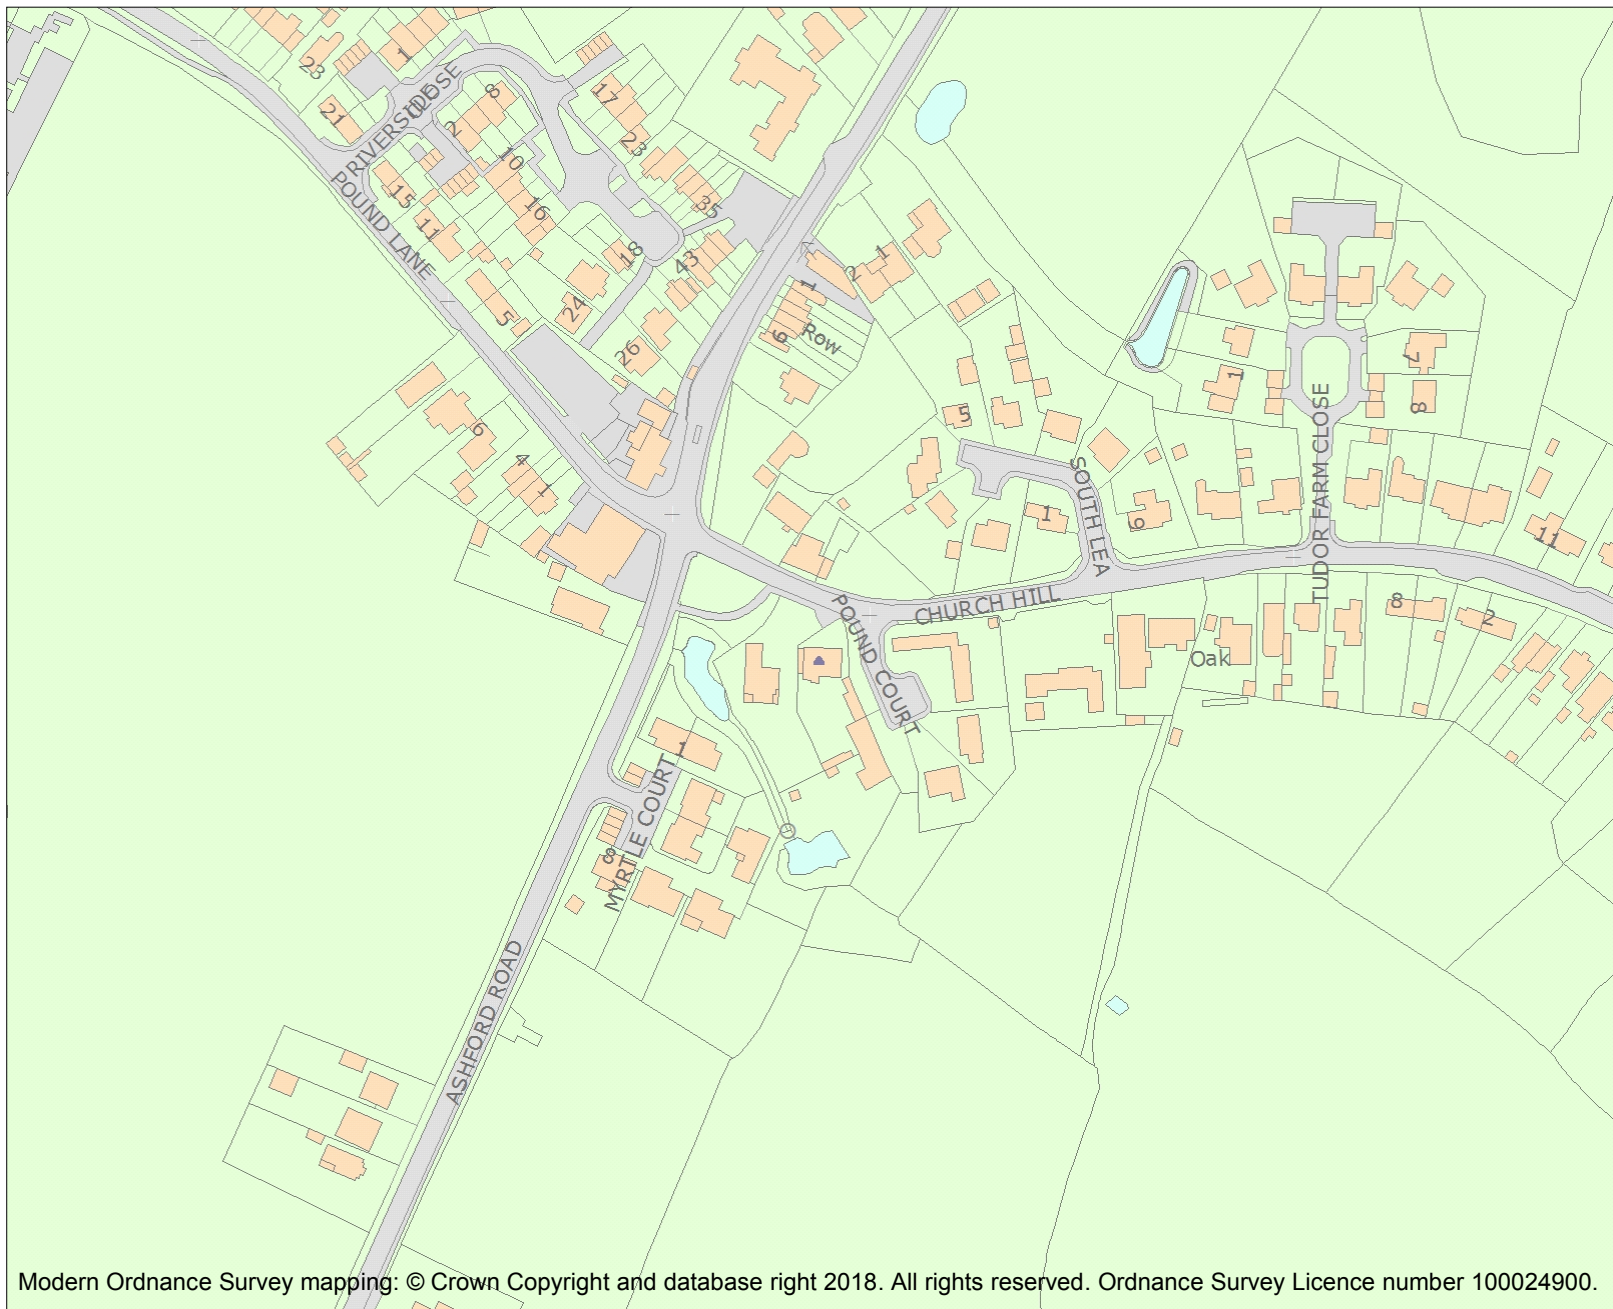 1
23
RIVERSIDE
CLOSE
21
8
17
2
23
10
POUND LANE
15
16
35
11
18
43
2
1
24
5
1
6
Row
26
1
7
8
6
5
4
1
SOUTH LEA
1
6
TUDOR FARM CLOSE
11
CHURCH HILL
POUND COURT
8
2
Oak
1
MYRTLE COURT
8
ASHFORD ROAD
Modern Ordnance Survey mapping: © Crown Copyright and database right 2018. All rights reserved. Ordnance Survey Licence number 100024900.